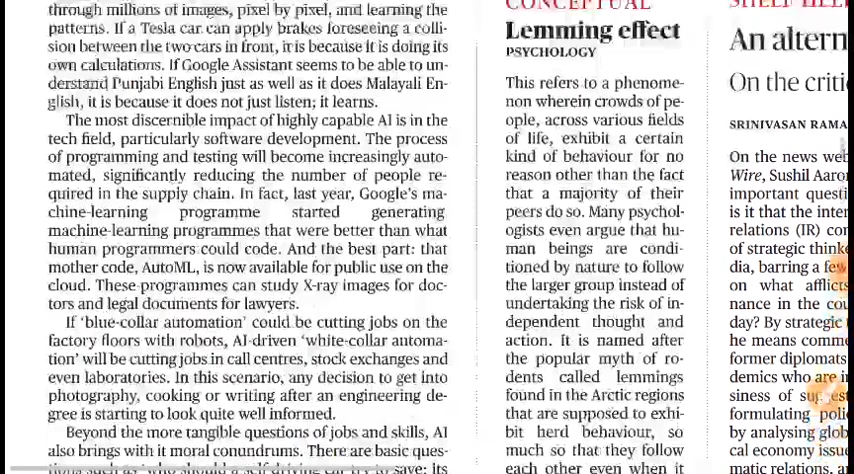 through millions of images, pixel by pixel, and learning the
patterns. If a Tesla car can apply brakes foreseeing a colli-
sion between the two cars in front, it is because it is doing its
own calculations. If Google Assistant seems to be able to un-
derstand Punjabi English just as well as it does Malayali En-
glish, it is because it does not just listen; it learns.
The most discernible impact of highly capable AI is in the
tech field, particularly software development. The process
of programming and testing will become increasingly auto-
mated, significantly reducing the number of people re-
quired in the supply chain. In fact, last year, Google's ma-
chine-learning programme started generating
machine-learning programmes that were better than what
human programmers could code. And the best part: that
mother code, AutoML, is now available for public use on the
cloud. These programmes can study X-ray images for doc-
tors and legal documents for lawyers.
If 'blue-collar automation' could be cutting jobs on the
factory floors with robots, AI-driven 'white-collar automa-
tion' will be cutting jobs in call centres, stock exchanges and
even laboratories. In this scenario, any decision to get into
photography, cooking or writing after an engineering de-
gree is starting to look quite well informed.
Beyond the more tangible questions of jobs and skills, AI
also brings with it moral conundrums. There are basic ques-
save: its
CONCEPTUAL
Lemming effect
PSYCHOLOGY
This refers to a phenome-
non wherein crowds of pe-
ople, across various fields
of life, exhibit a certain
kind of behaviour for no
reason other than the fact
that a majority of their
peers do so. Many psychol-
ogists even argue that hu-
man beings are condi-
tioned by nature to follow
the larger group instead of
undertaking the risk of in-
dependent thought and
action. It is named after
the popular myth of ro-
dents called lemmings
found in the Arctic regions
that are supposed to exhi-
bit herd behaviour, so
much so that they follow
each other even when it
SHELF HELP
An altern
On the criti
SRINIVASAN RAMA
On the news web
Wire, Sushil Aaro
important questi
is it that the inter
relations (IR) co
of strategic thinke
dia, barring a few
on what afflicts
nance in the cou
day? By strategic
he means comme
former diplomats
demics who are in
siness of suggest
formulating poli
by analysing glob
cal economy issue
matic relations, a